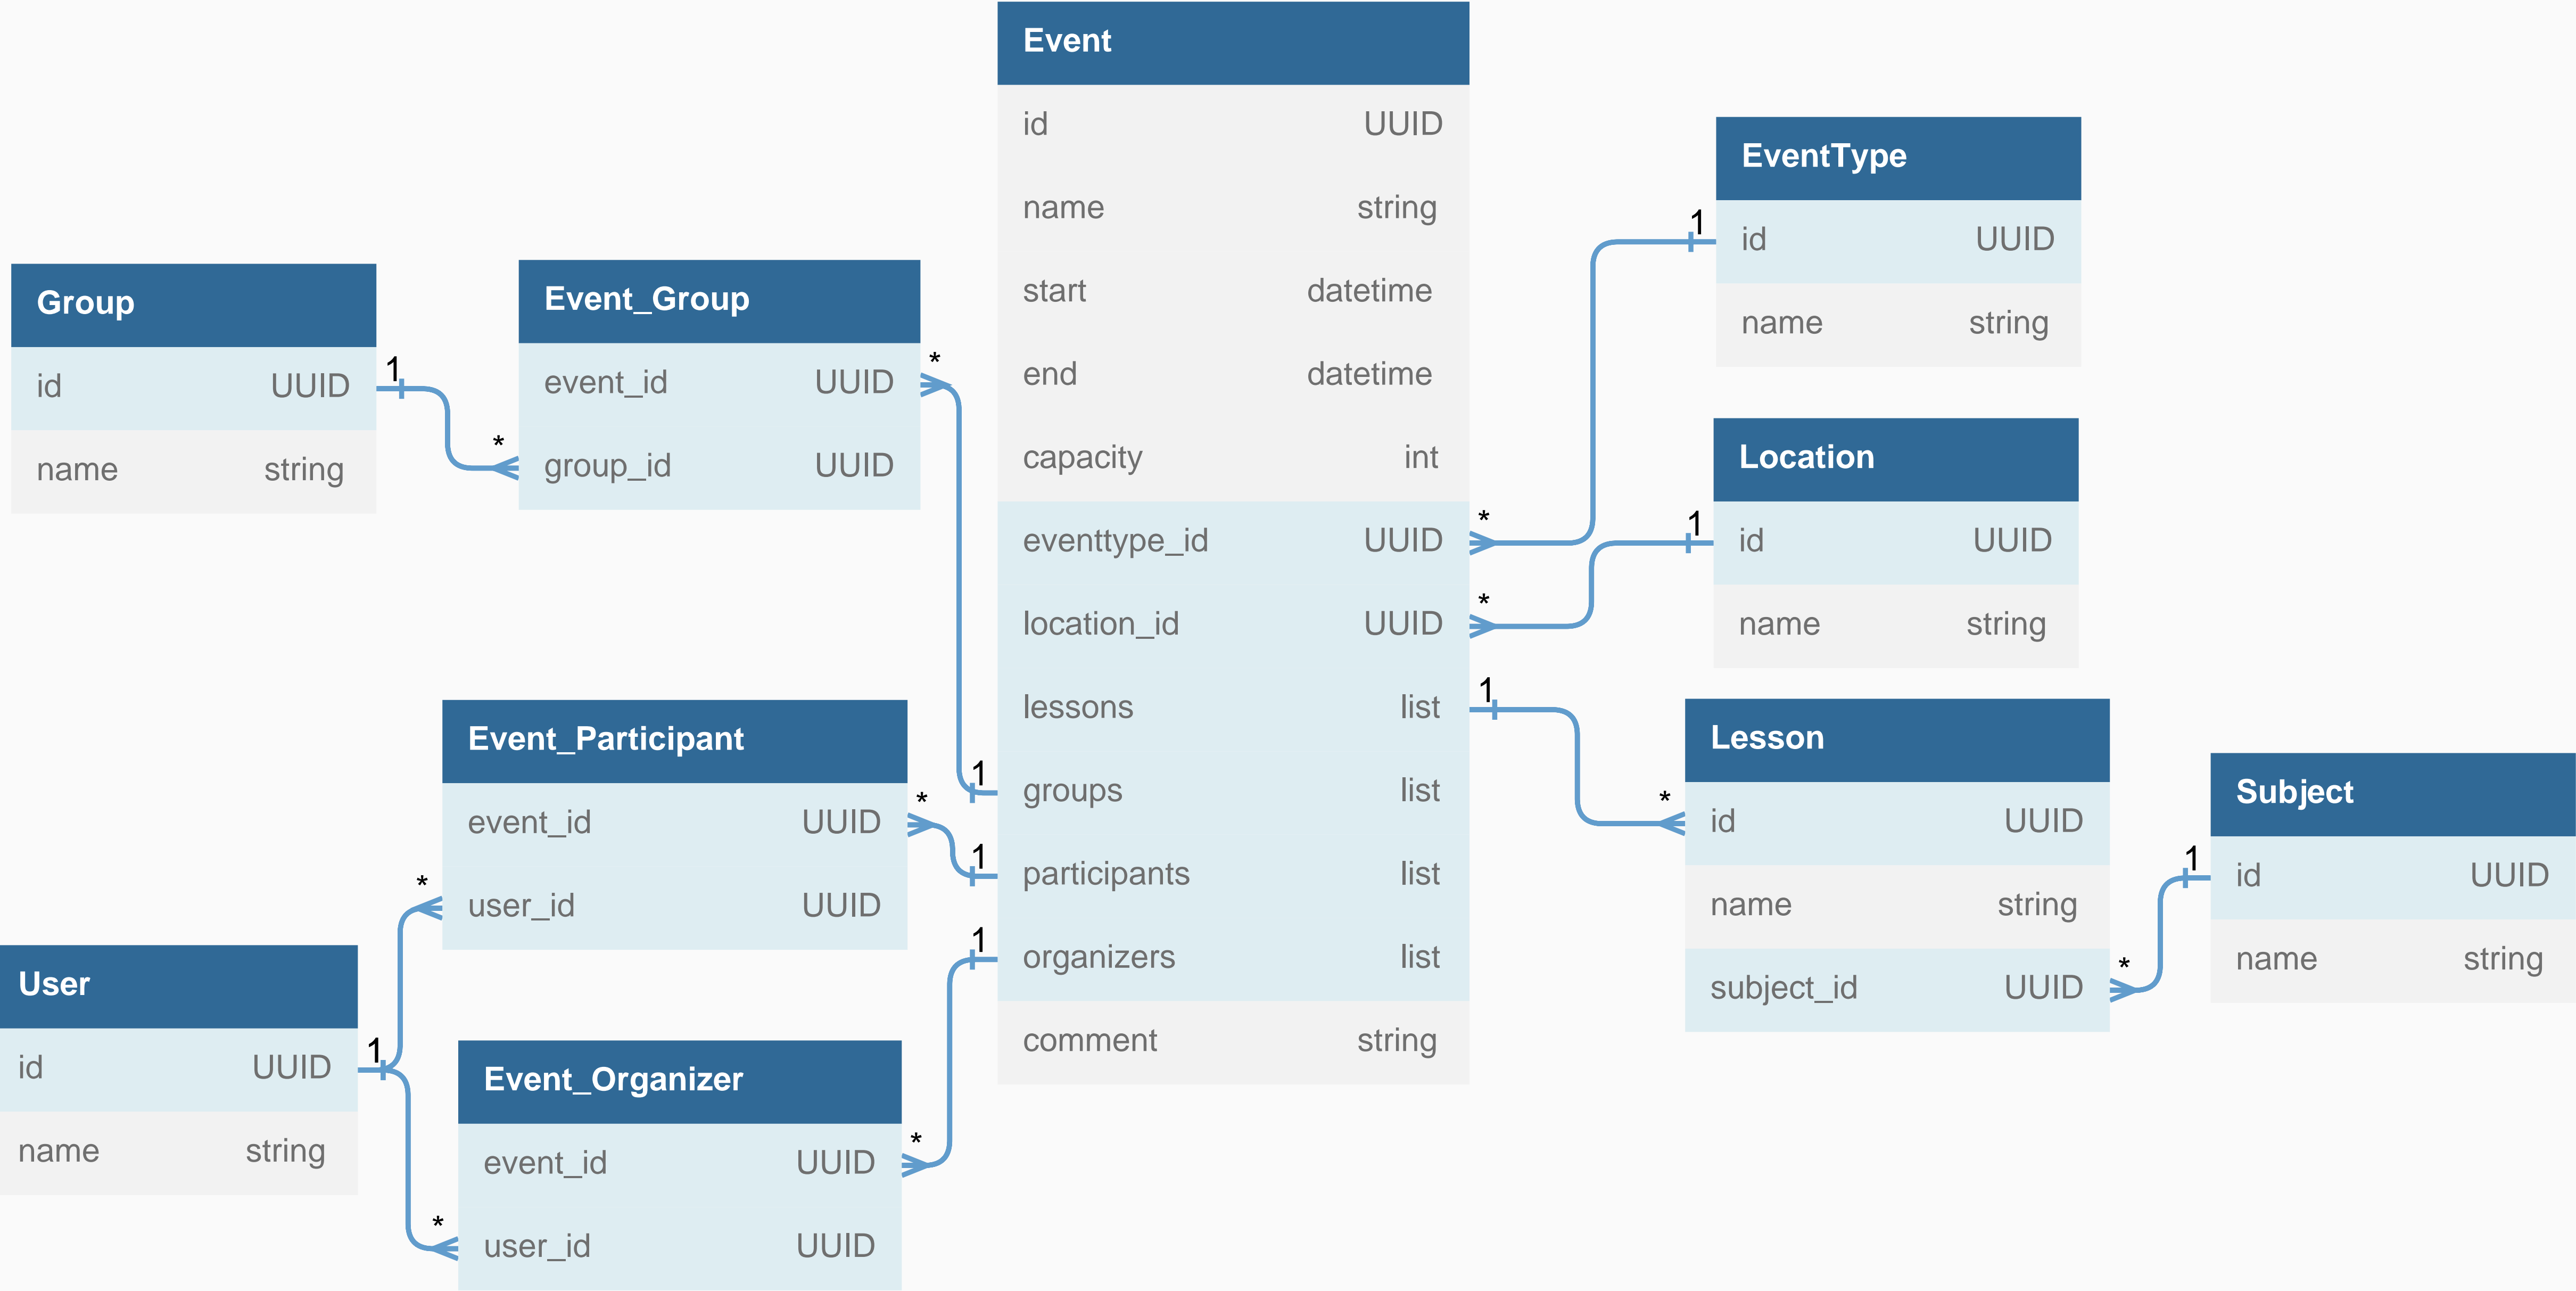 Event
id UUID
name string
start datetime
end datetime
capacity int
eventtype_id UUID
location_id UUID
lessons list
groups list
participants list
organizers list
comment string
EventType
id UUID
name string
Group
id UUID
name string
Event_Group
event_id UUID
group_id UUID
Location
id UUID
name string
Event_Participant
event_id UUID
user_id UUID
Lesson
id UUID
name string
subject_id UUID
Subject
id UUID
name string
User
id UUID
name string
Event_Organizer
event_id UUID
user_id UUID
1
*
*
1
1
*
1
*
1
*
1
*
*
1
*
1
*
1
*